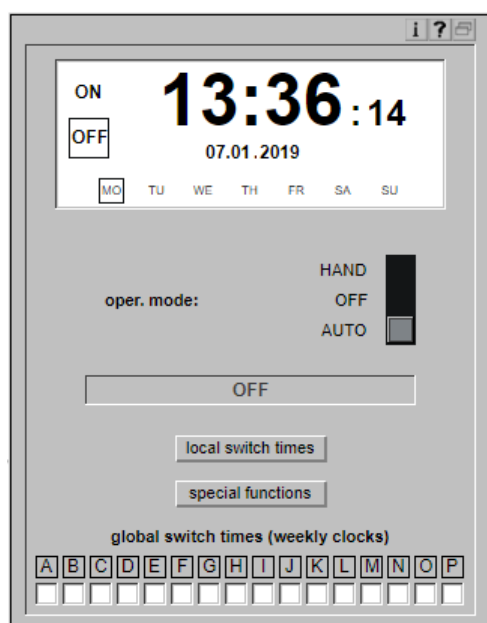 i ?
ON
13:36:14
OFF
07.01.2019
MO TU WE TH FR SA SU
HAND
oper. mode: OFF
AUTO
OFF
local switch times
special functions
global switch times (weekly clocks)
A B C D E F G H I J K L M N O P